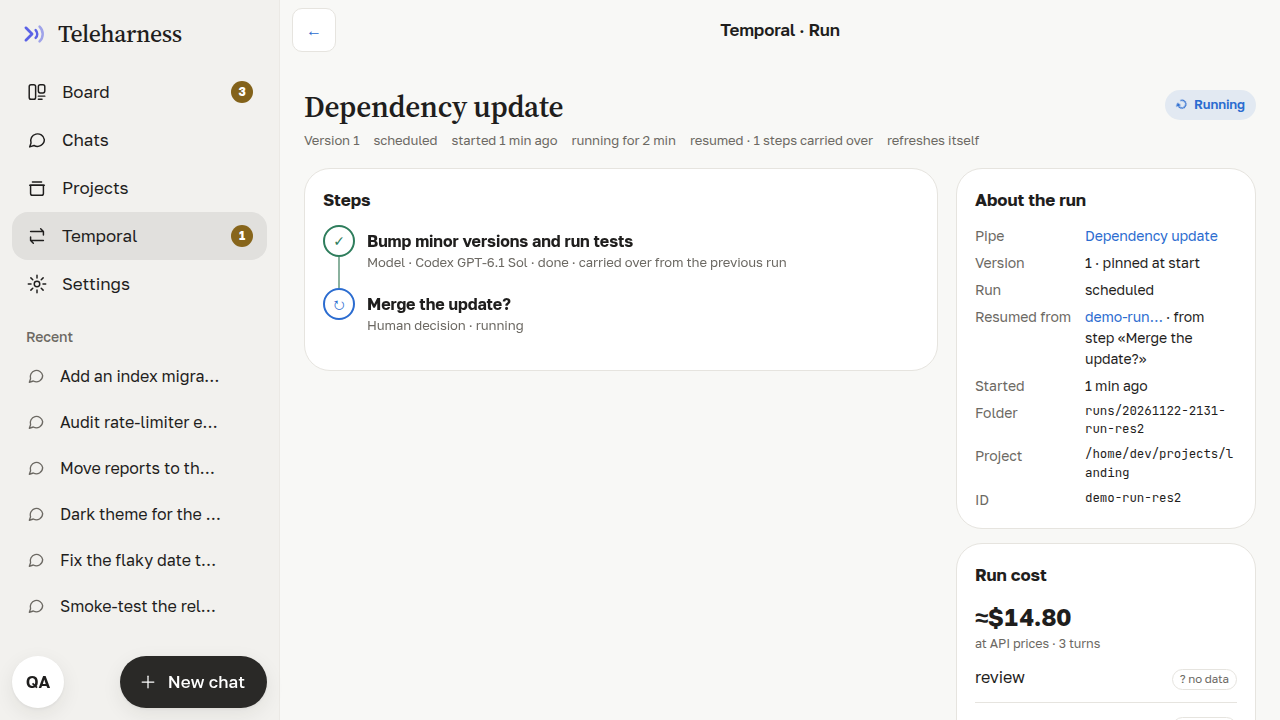 Teleharness
Board 3
Chats
Projects
Temporal 1
Settings
Recent
Add an index migra...
Audit rate-limiter e...
Move reports to th...
Dark theme for the ...
Fix the flaky date t...
Smoke-test the rel...
QA
+ New chat
←
Temporal · Run
Dependency update
Running
Version 1 scheduled started 1 min ago running for 2 min resumed · 1 steps carried over refreshes itself
Steps
✓ Bump minor versions and run tests
Model · Codex GPT-6.1 Sol · done · carried over from the previous run
Merge the update?
Human decision · running
About the run
Pipe Dependency update
Version 1 · pinned at start
Run scheduled
Resumed from demo-run... · from
step «Merge the
update?»
Started 1 min ago
Folder runs/20261122-2131-
run-res2
Project /home/dev/projects/l
anding
ID demo-run-res2
Run cost
≈$14.80
at API prices · 3 turns
review ? no data